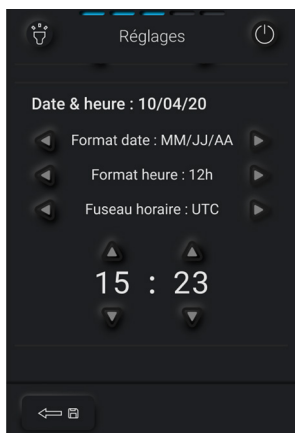 Réglages
Date & heure : 10/04/20
Format date : MM/JJ/AA
Format heure : 12h
Fuseau horaire : UTC
15 : 23